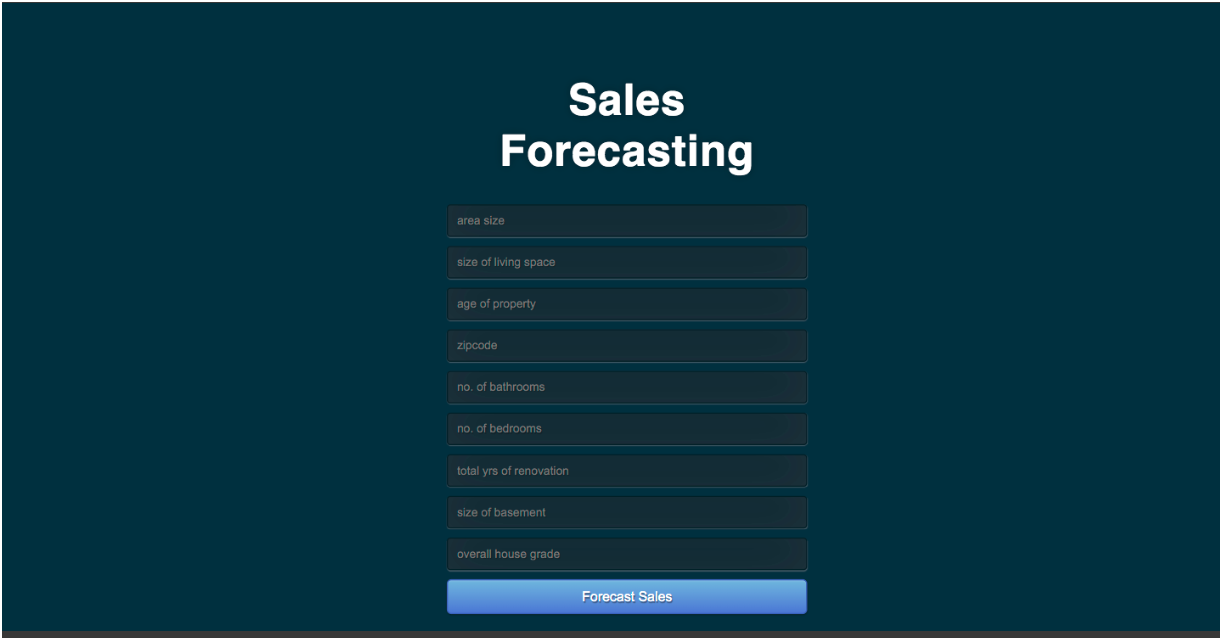 Sales
Forecasting
area size
size of living space
age of property
zipcode
no. of bathrooms
no. of bedrooms
total yrs of renovation
size of basement
overall house grade
Forecast Sales